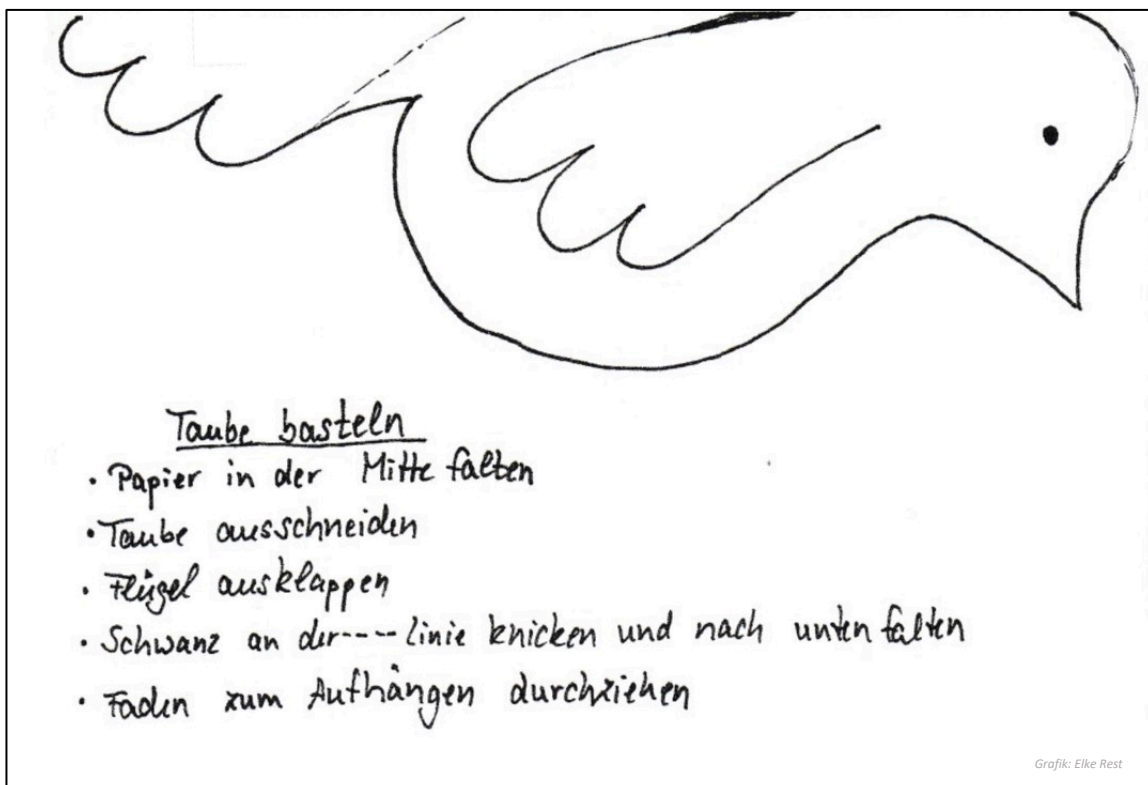 Taube basteln
· Papier in der Mitte falten
· Taube ausschneiden
· Flügel ausklappen
· Schwanz an der---- linie knicken und nach unten falten
· Faden zum Aufhängen durchziehen
Grafik: Elke Rest